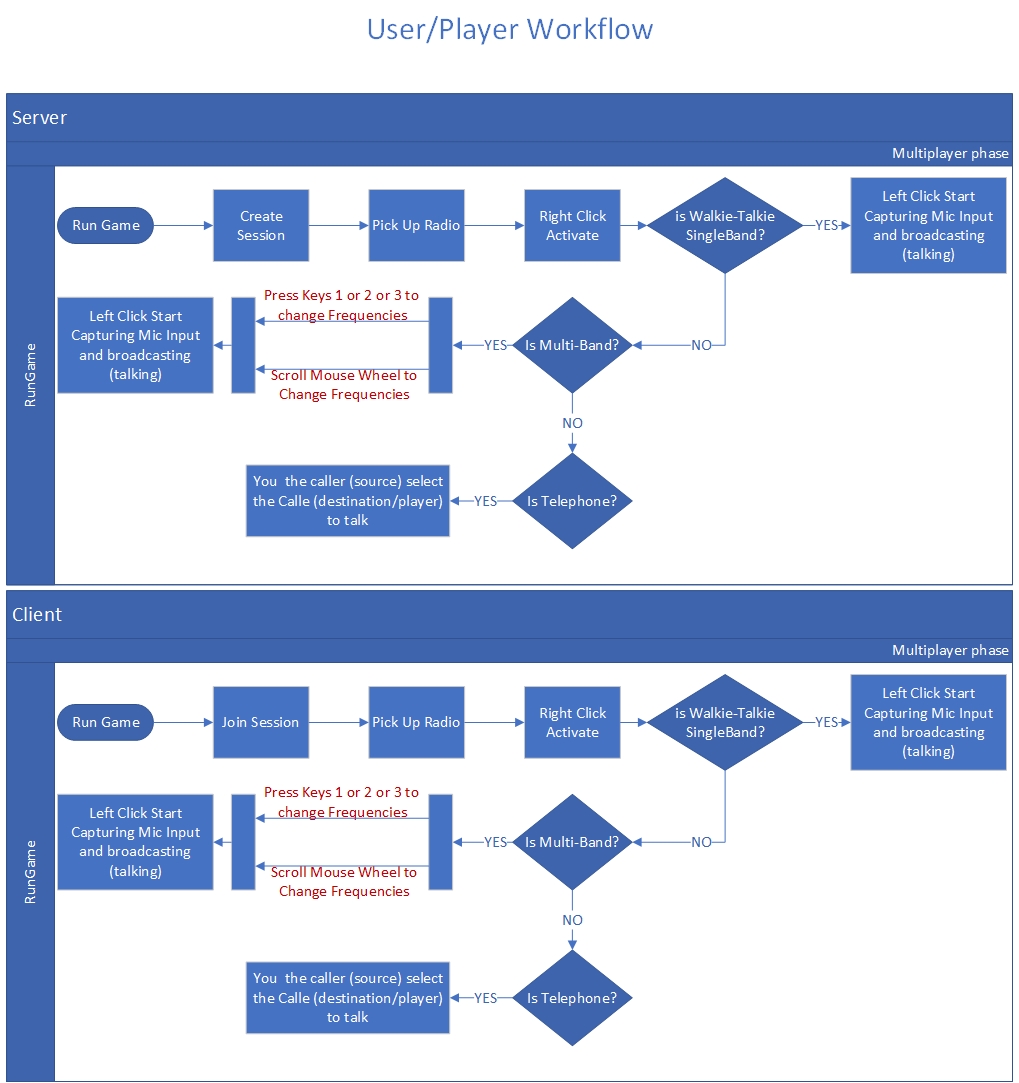 User/Player Workflow
Server
Multiplayer phase
RunGame
Run Game
Create
Session
Pick Up Radio
Right Click
Activate
is Walkie-Talkie
SingleBand?
YES
Left Click Start
Capturing Mic Input
and broadcasting
(talking)
NO
Is Multi-Band?
YES
Press Keys 1 or 2 or 3 to
change Frequencies
Scroll Mouse Wheel to
Change Frequencies
Left Click Start
Capturing Mic Input
and broadcasting
(talking)
NO
Is Telephone?
YES
You the caller (source) select
the Calle (destination/player)
to talk
Client
Multiplayer phase
RunGame
Run Game
Join Session
Pick Up Radio
Right Click
Activate
is Walkie-Talkie
SingleBand?
YES
Left Click Start
Capturing Mic Input
and broadcasting
(talking)
NO
Is Multi-Band?
YES
Press Keys 1 or 2 or 3 to
change Frequencies
Scroll Mouse Wheel to
Change Frequencies
Left Click Start
Capturing Mic Input
and broadcasting
(talking)
NO
Is Telephone?
YES
You the caller (source) select
the Calle (destination/player)
to talk